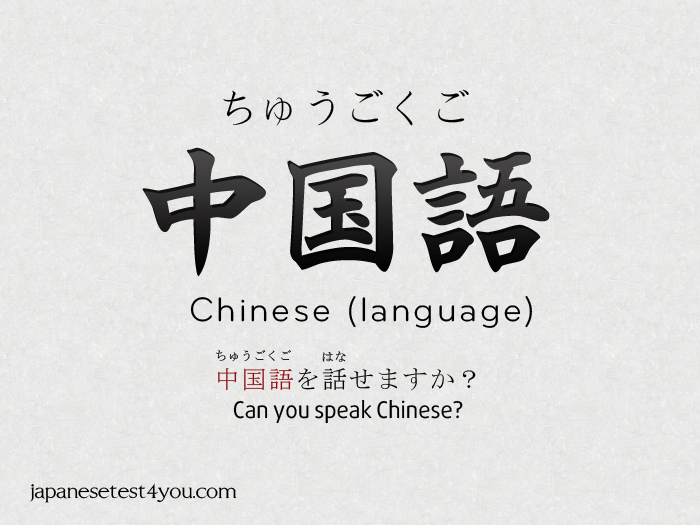 ちゅうごくご
中国語
Chinese (language)
ちゅうごくご はな
中国語を話せますか？
Can you speak Chinese?
japanesetest4you.com